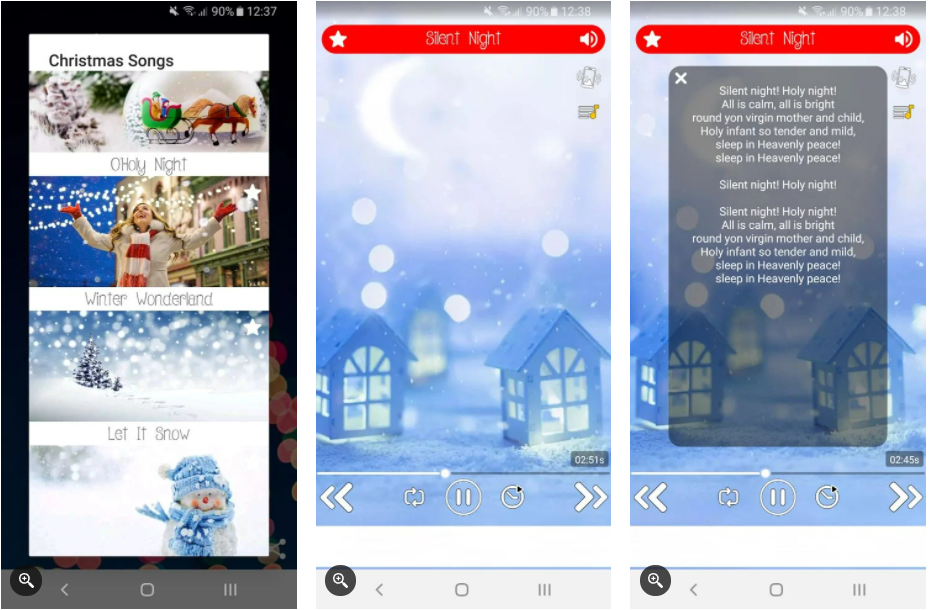 90% 12:37
Christmas Songs
O'Holy Night
Winter Wonderland
Let It Snow
90% 12:38
Silent Night
02:51s
90% 12:38
Silent Night
Silent night! Holy night!
All is calm, all is bright
round yon virgin mother and child,
Holy infant so tender and mild,
sleep in Heavenly peace!
sleep in Heavenly peace!
Silent night! Holy night!
Silent night! Holy night!
All is calm, all is bright
round yon virgin mother and child,
Holy infant so tender and mild,
sleep in Heavenly peace!
sleep in Heavenly peace!
02:45s